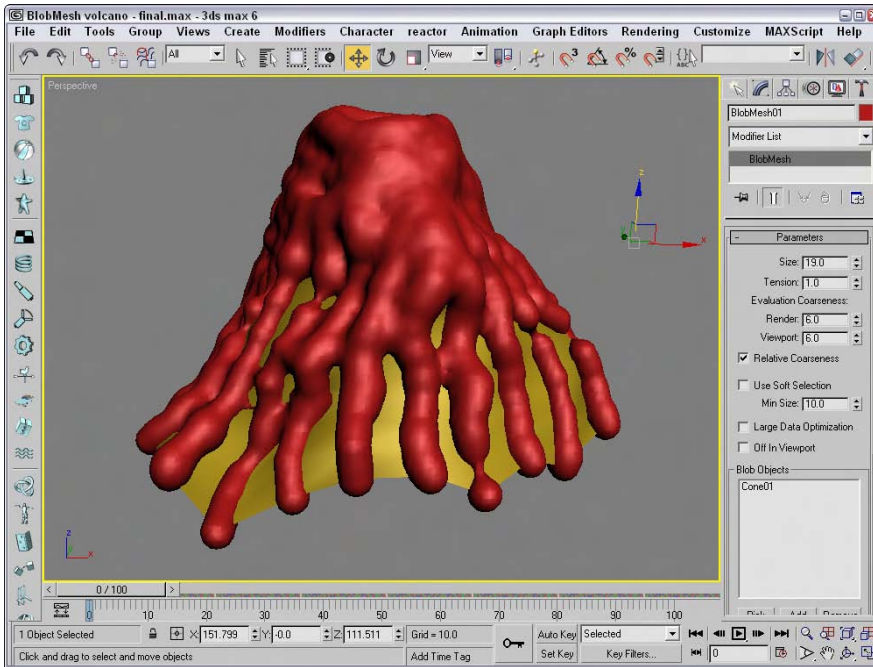 BlobMesh volcano - final.max - 3ds max 6
File Edit Tools Group Views Create Modifiers Character reactor Animation Graph Editors Rendering Customize MAXScript Help
All
View
3
%
ABC
Perspective
BlobMesh01
Modifier List
BlobMesh
z
y
x
- Parameters
Size: 19.0
Tension: 1.0
Evaluation Coarseness:
Render: 6.0
Viewport: 6.0
Relative Coarseness
Use Soft Selection
Min Size: 10.0
Large Data Optimization
Off In Viewport
Blob Objects
Cone01
Pick Add Remove
z
y
x
< 0 / 100 >
0 10 20 30 40 50 60 70 80 90 100
1 Object Selected X: 151.799 Y: -0.0 Z: 111.511 Grid = 10.0 Auto Key Selected
Click and drag to select and move objects Add Time Tag Set Key Key Filters... 0